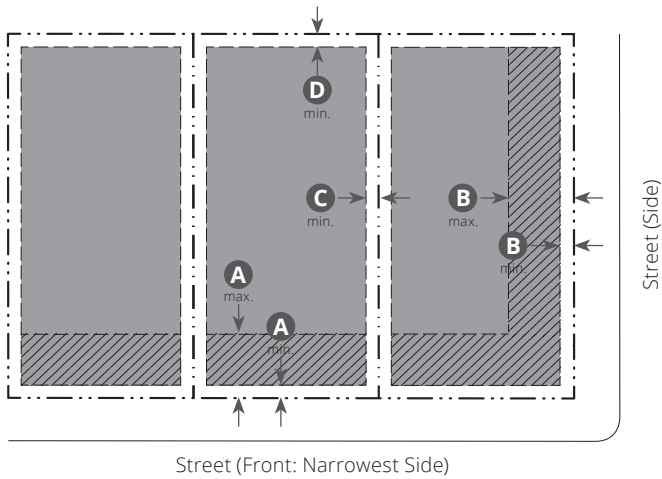 D
min.
C
min.
B
max.
B
min.
A
max.
A
min.
Street (Side)
Street (Front: Narrowest Side)